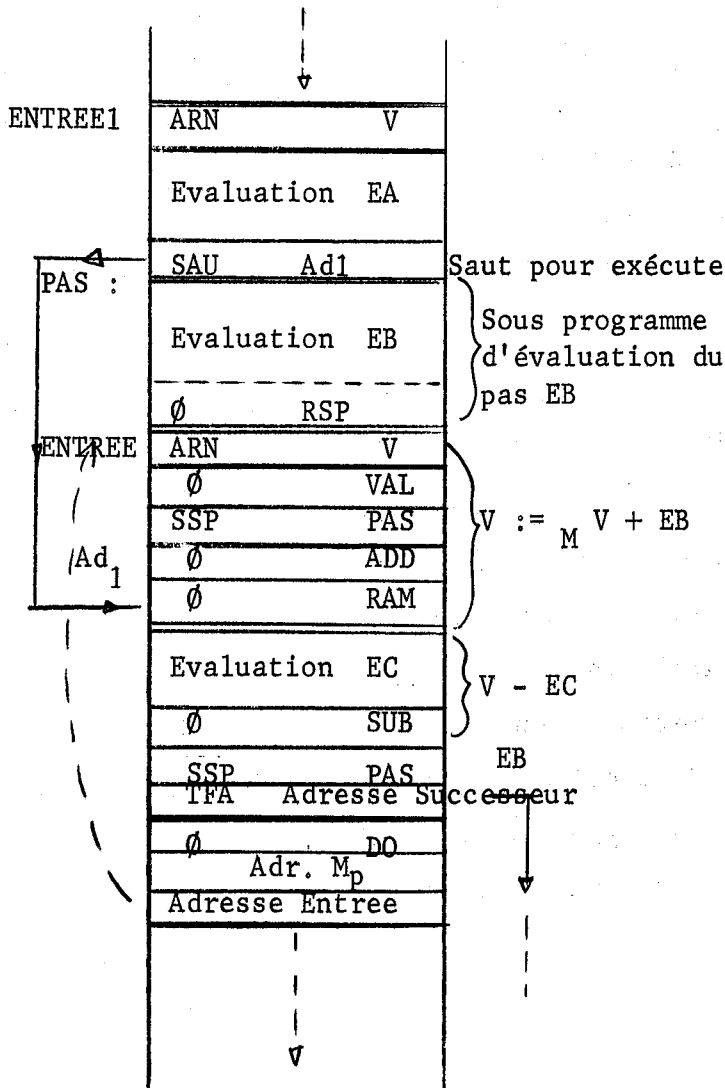 ENTREE1 ARN V
Evaluation EA
SAU Ad1 Saut pour exécute
PAS :
Evaluation EB
Sous programme
d'évaluation du
pas EB
Ø RSP
ENTREE ARN V
Ø VAL
SSP PAS
V := M V + EB
Ø ADD
Ad1
Ø RAM
Evaluation EC
V - EC
Ø SUB
EB
SSP PAS
TFA Adresse Successeur
Ø DO
Adr. Mp
Adresse Entree